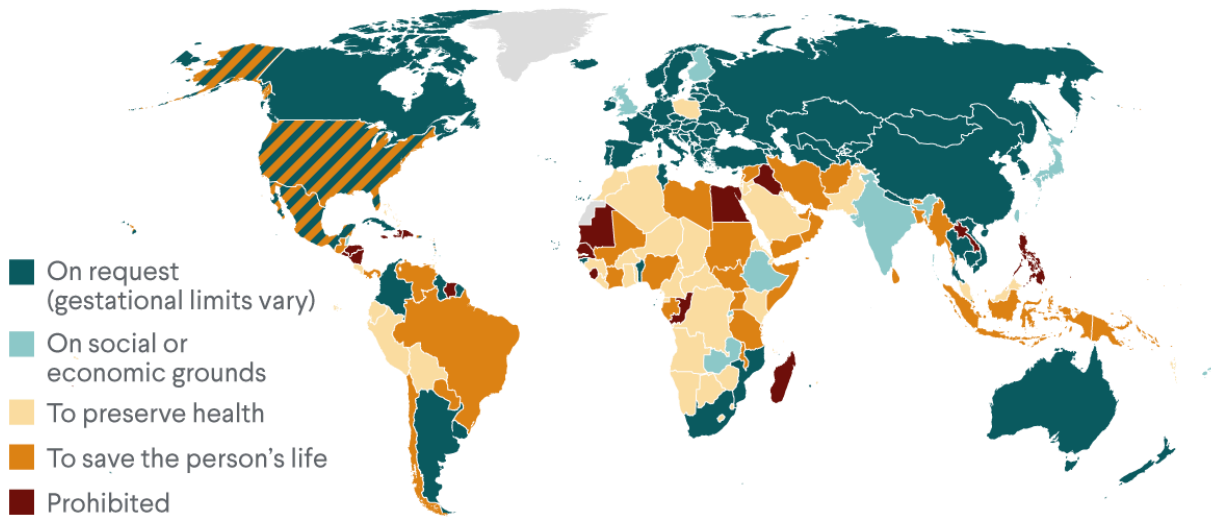 On request
(gestational limits vary)
On social or
economic grounds
To preserve health
To save the person’s life
Prohibited